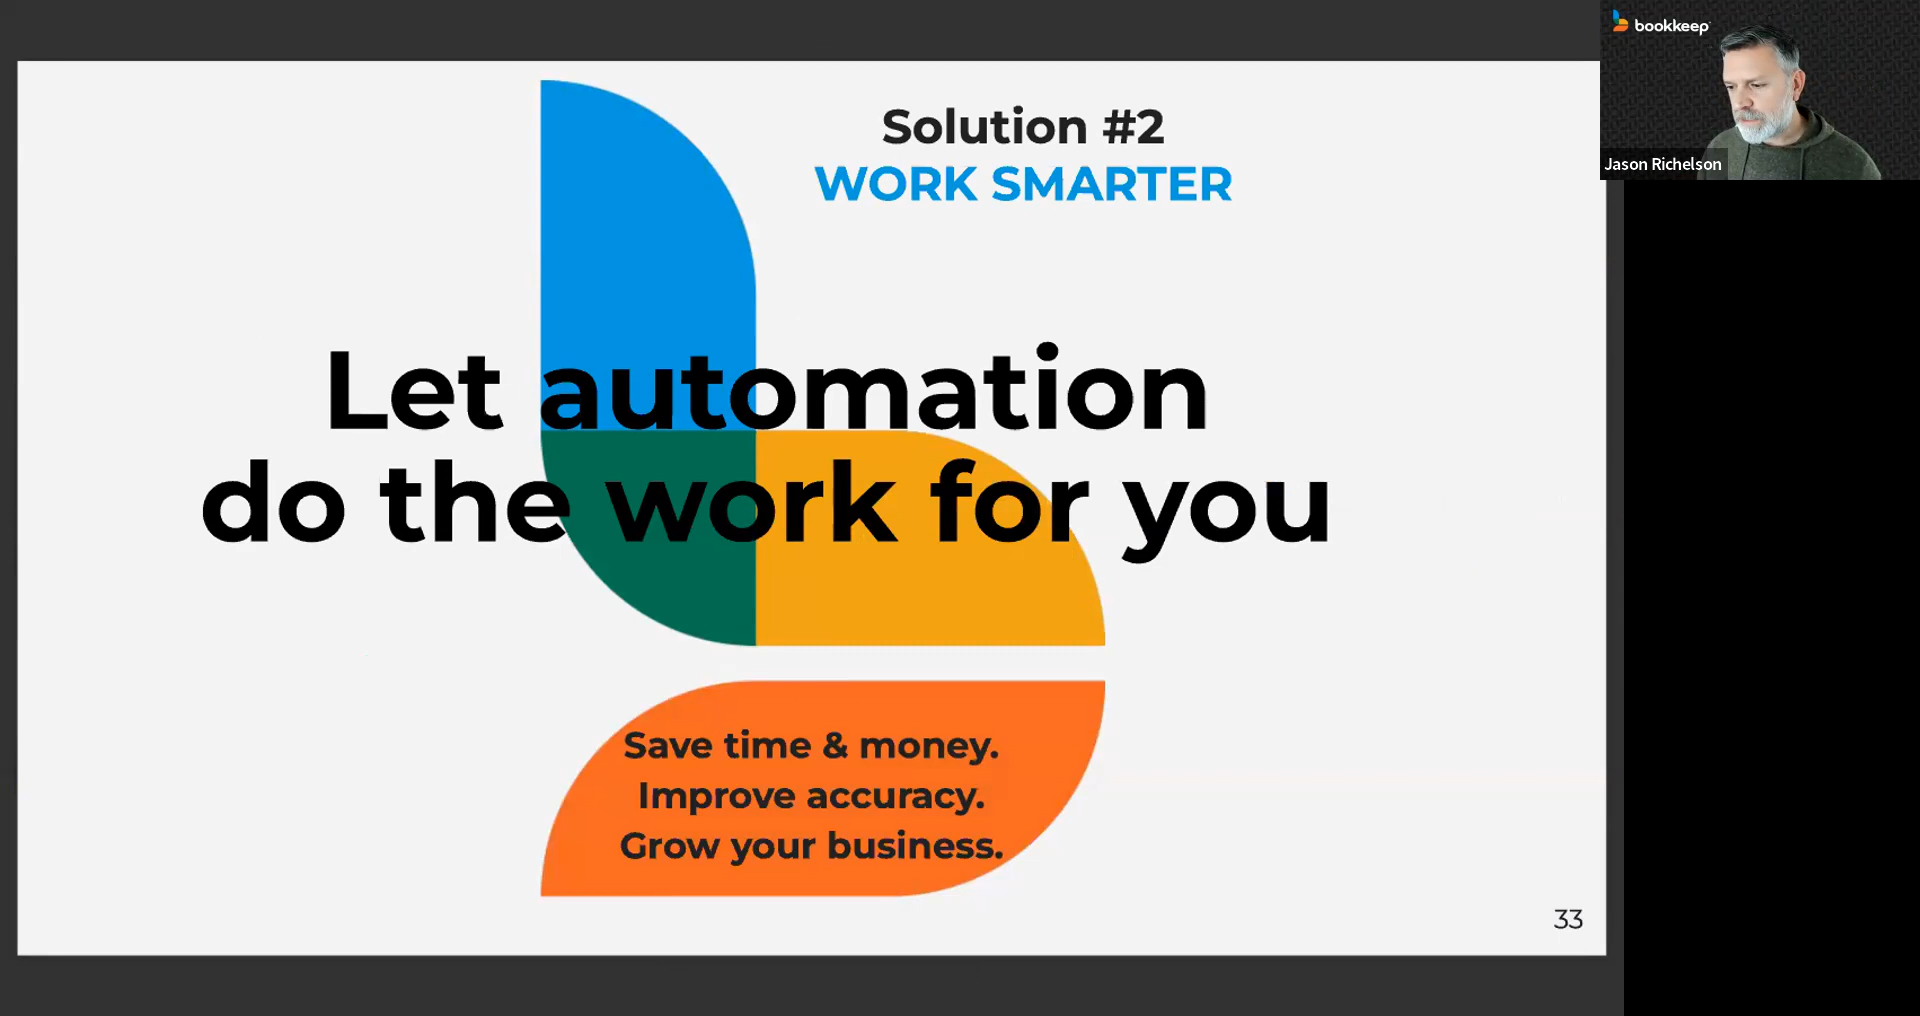 Solution #2
WORK SMARTER
Let automation
do the work for you
Save time & money.
Improve accuracy.
Grow your business.
33
bookkeep
Jason Richelson